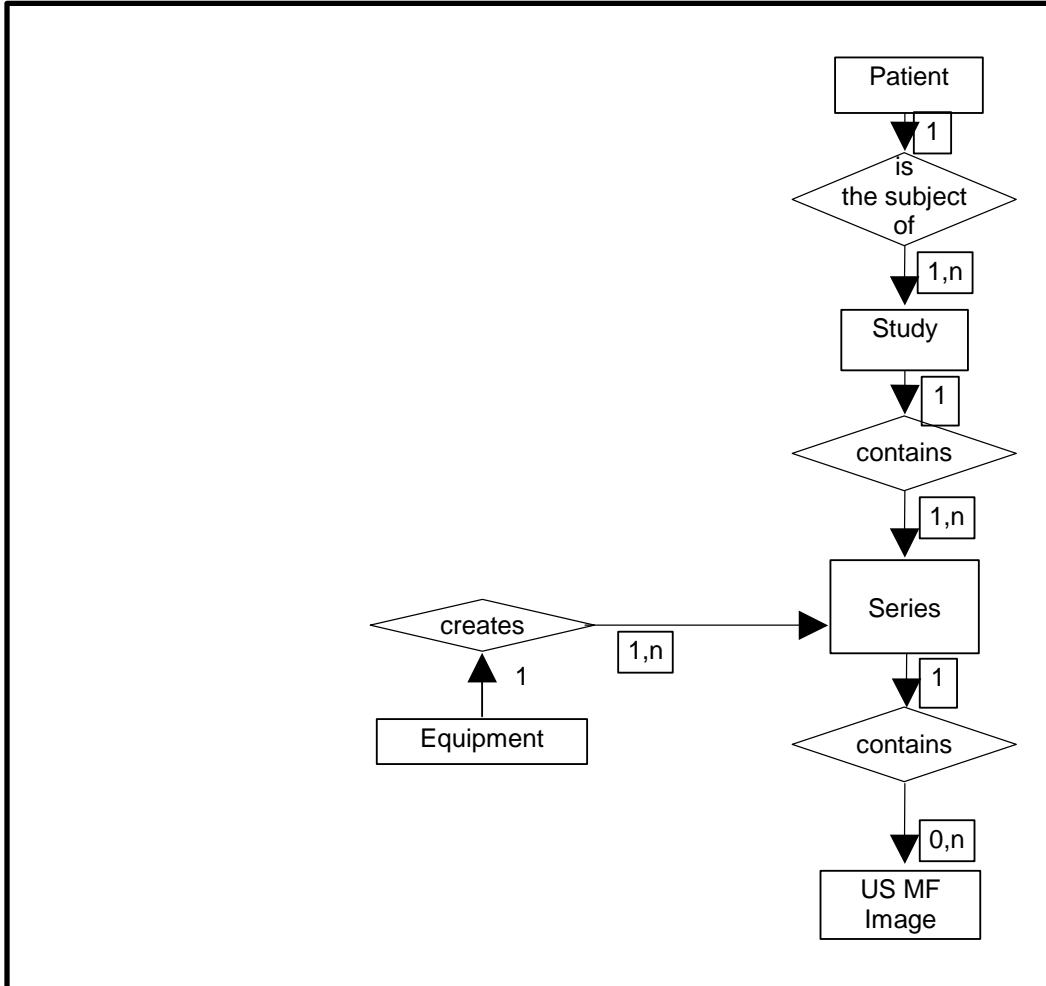 Patient
1
is
the subject
of
1,n
Study
1
contains
1,n
Series
creates
1,n
1
Equipment
1
contains
0,n
US MF
Image